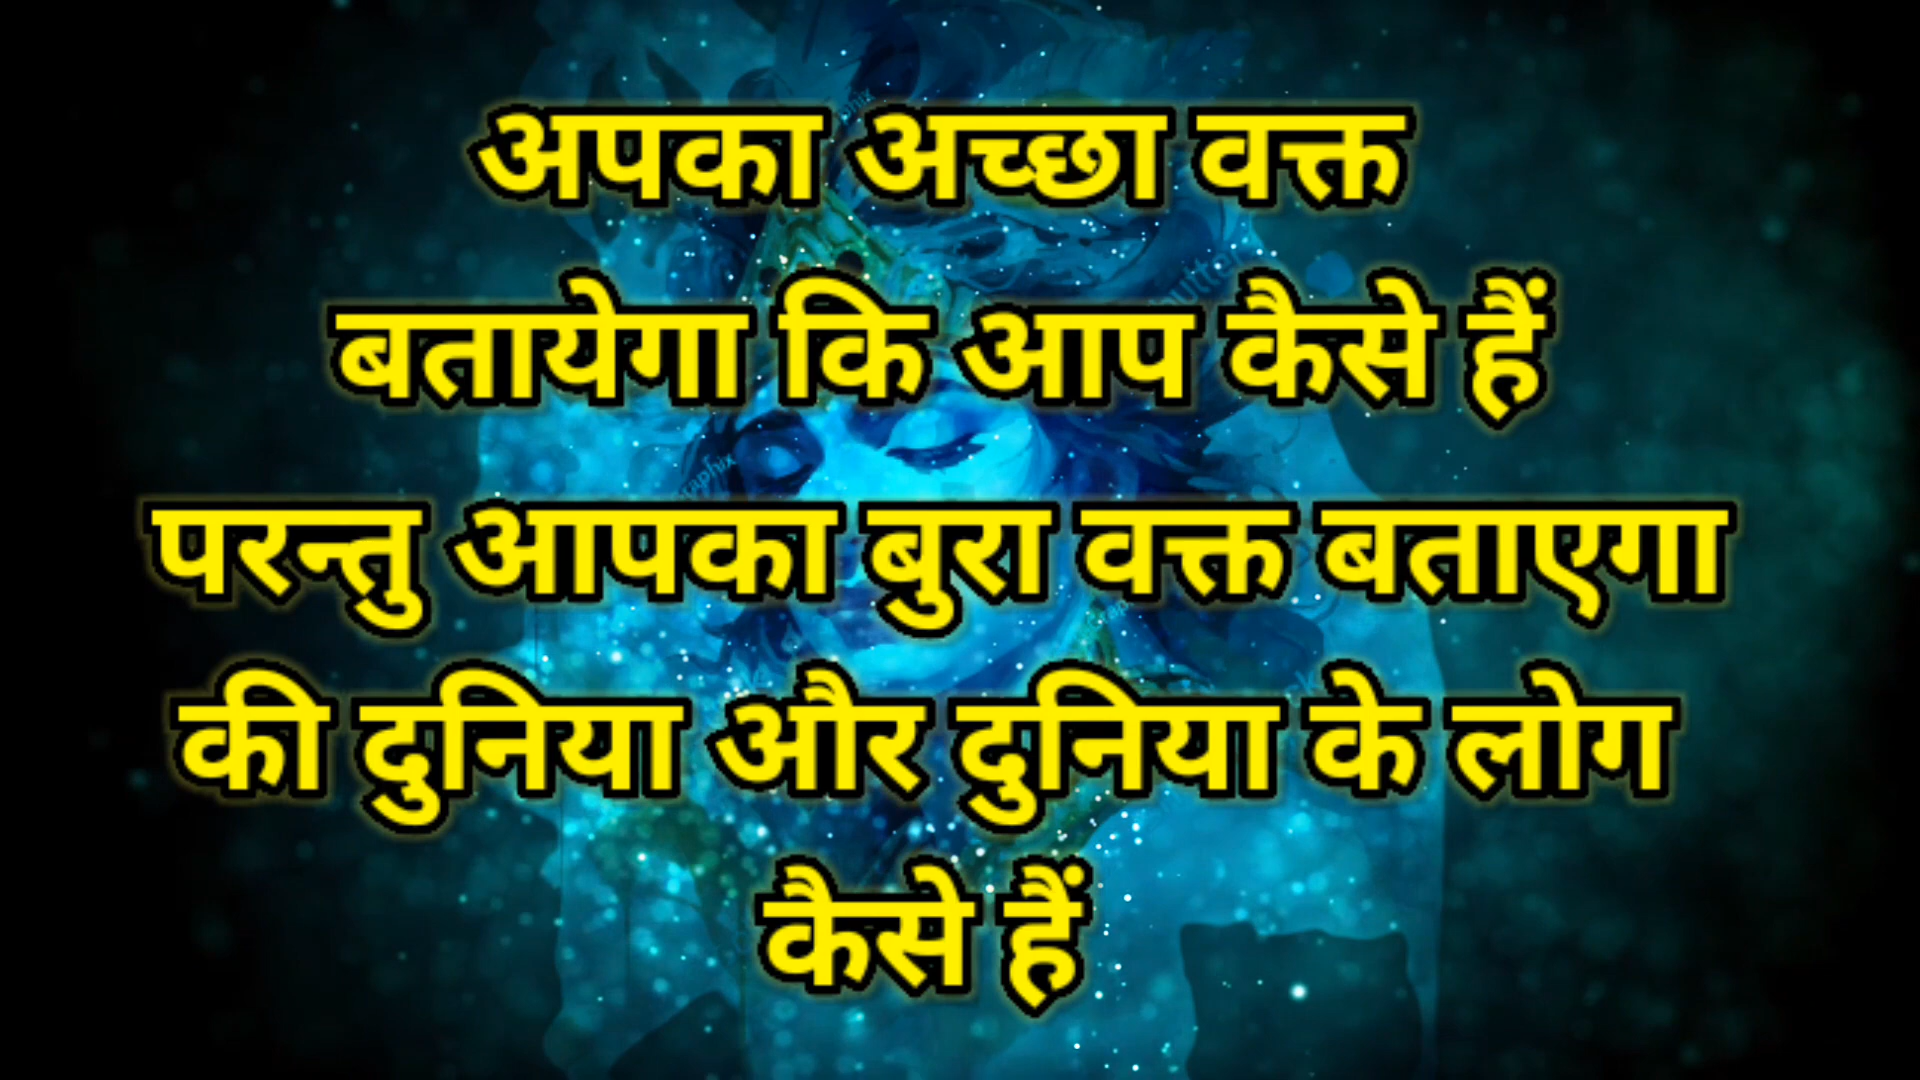 अपका अच्छा वक्त
बतायेगा कि आप कैसे हैं
परन्तु आपका बुरा वक्त बताएगा
की दुनिया और दुनिया के लोग
कैसे हैं